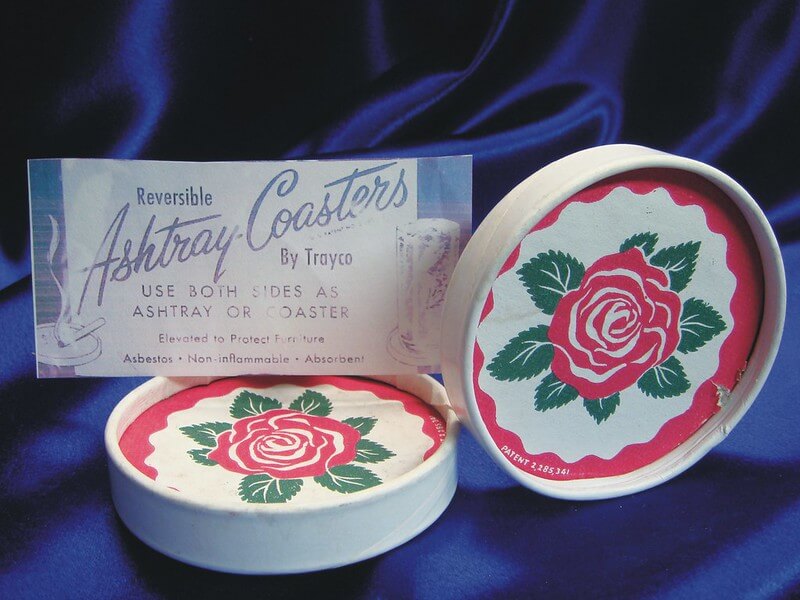 Reversible
Ashtray-Coasters
By Trayco
USE BOTH SIDES AS
ASHTRAY OR COASTER
Elevated to Protect Furniture
Asbestos • Non-inflammable • Absorbent
PATENT 2,285,341